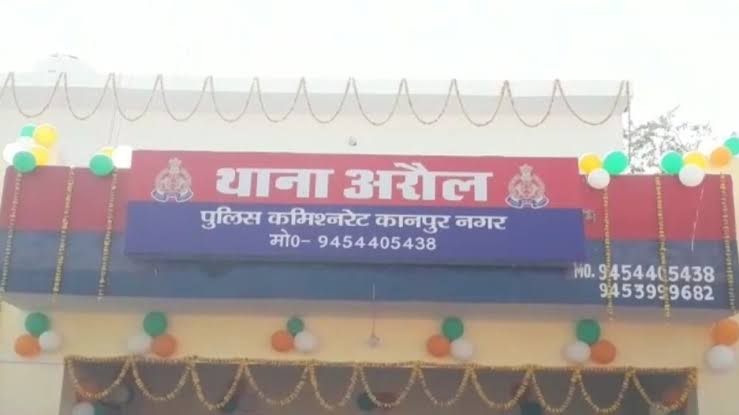 थाना अरौल
पुलिस कमिश्नरेट कानपुर नगर
मो0- 9454405438
MO. 9454405438
9453999682